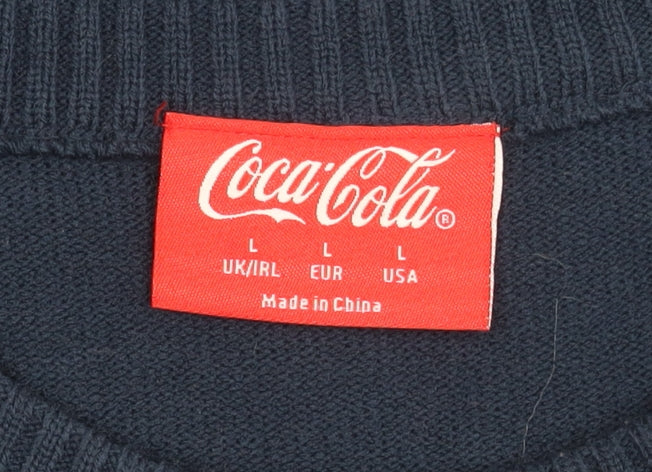 Coca-Cola®
L L L
UK/IRL EUR USA
Made in China